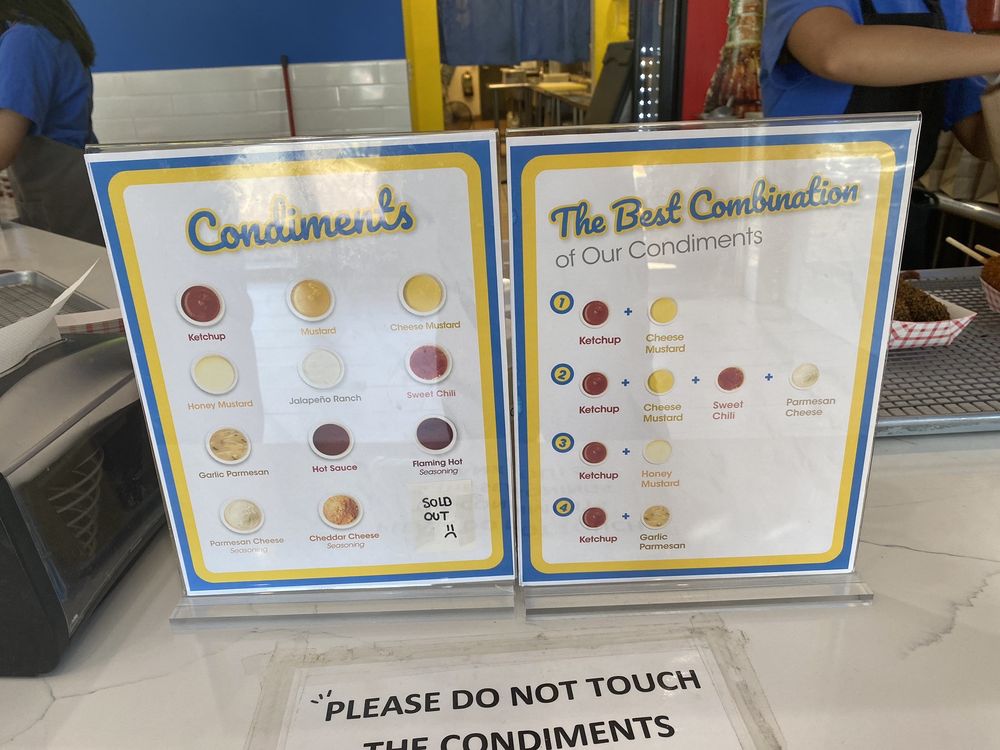 Condiments
Ketchup
Mustard
Cheese Mustard
Honey Mustard
Jalapeño Ranch
Sweet Chili
Garlic Parmesan
Hot Sauce
Flaming Hot
Seasoning
Parmesan Cheese
Seasoning
Cheddar Cheese
Seasoning
SOLD
OUT
The Best Combination
of Our Condiments
1
Ketchup
+
Cheese
Mustard
2
Ketchup
+
Cheese
Mustard
+
Sweet
Chili
+
Parmesan
Cheese
3
Ketchup
+
Honey
Mustard
4
Ketchup
+
Garlic
Parmesan
PLEASE DO NOT TOUCH
THE CONDIMENTS